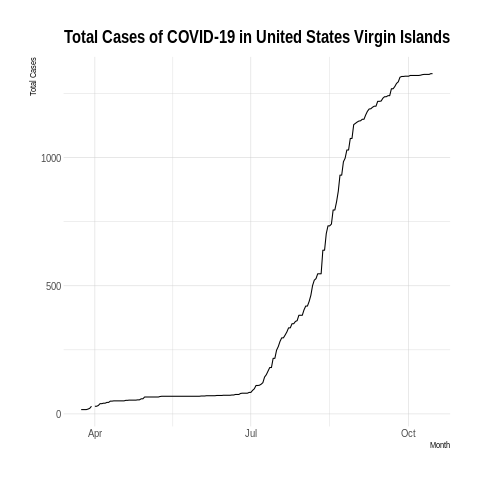 Total Cases of COVID-19 in United States Virgin Islands
Total Cases
1000
500
0
Apr Jul Oct
Month